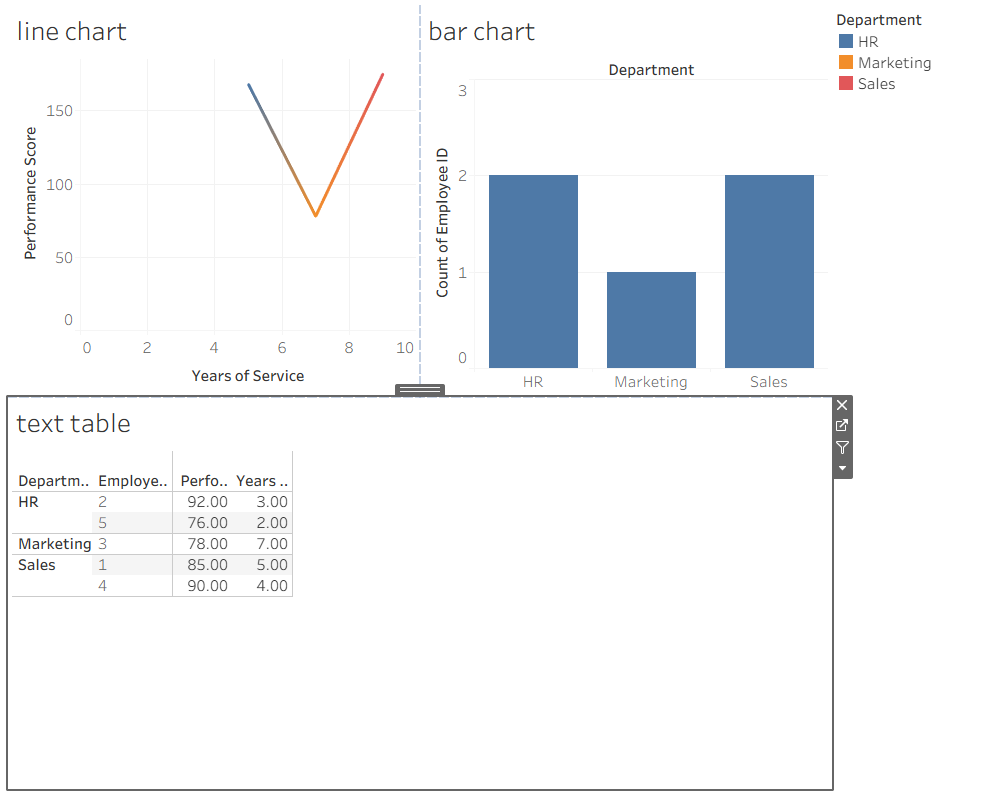 line chart
Performance Score
150
100
50
0
0 2 4 6 8 10
Years of Service
bar chart
Department
Count of Employee ID
3
2
1
0
HR Marketing Sales
Department
HR
Marketing
Sales
text table
Departm.. Employe.. Perfo.. Years ..
HR 2 92.00 3.00
5 76.00 2.00
Marketing 3 78.00 7.00
Sales 1 85.00 5.00
4 90.00 4.00